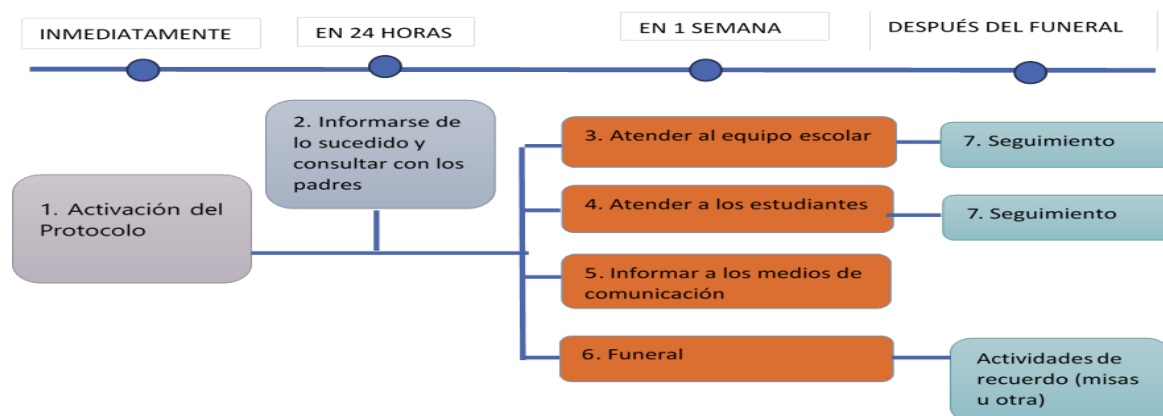 INMEDIATAMENTE
EN 24 HORAS
EN 1 SEMANA
DESPUÉS DEL FUNERAL
1. Activación del
Protocolo
2. Informarse de
lo sucedido y
consultar con los
padres
3. Atender al equipo escolar
4. Atender a los estudiantes
5. Informar a los medios de
comunicación
6. Funeral
7. Seguimiento
7. Seguimiento
Actividades de
recuerdo (misas
u otra)